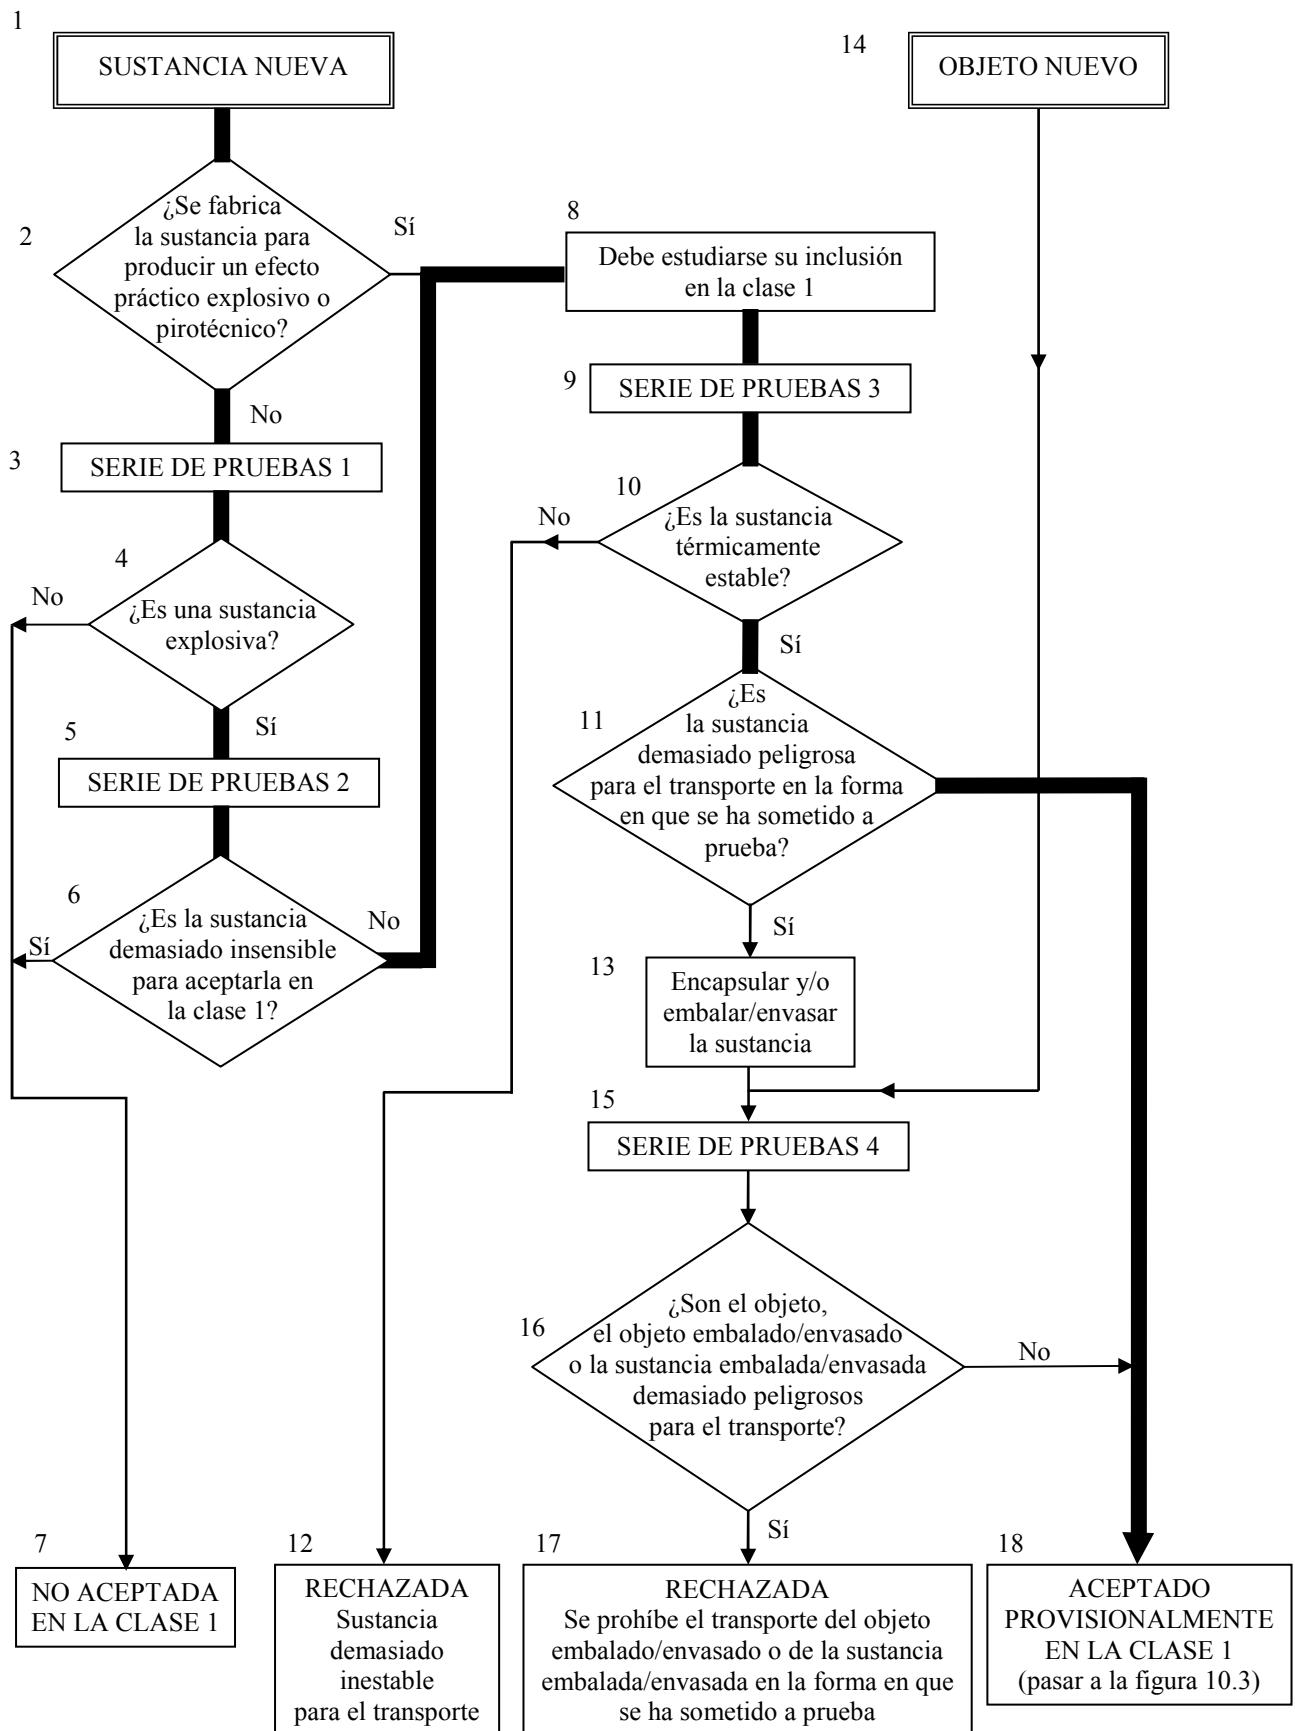 1
SUSTANCIA NUEVA
14
OBJETO NUEVO
2
¿Se fabrica
la sustancia para
producir un efecto
práctico explosivo o
pirotécnico?
Sí
No
8
Debe estudiarse su inclusión
en la clase 1
3
SERIE DE PRUEBAS 1
9
SERIE DE PRUEBAS 3
4
¿Es una sustancia
explosiva?
No
Sí
10
¿Es la sustancia
térmicamente
estable?
No
Sí
5
SERIE DE PRUEBAS 2
11
¿Es
la sustancia
demasiado peligrosa
para el transporte en la forma
en que se ha sometido a
prueba?
Sí
6
¿Es la sustancia
demasiado insensible
para aceptarla en
la clase 1?
Sí
No
13
Encapsular y/o
embalar/envasar
la sustancia
15
SERIE DE PRUEBAS 4
16
¿Son el objeto,
el objeto embalado/envasado
o la sustancia embalada/envasada
demasiado peligrosos
para el transporte?
No
Sí
7
NO ACEPTADA
EN LA CLASE 1
12
RECHAZADA
Sustancia
demasiado
inestable
para el transporte
17
RECHAZADA
Se prohíbe el transporte del objeto
embalado/envasado o de la sustancia
embalada/envasada en la forma en que
se ha sometido a prueba
18
ACEPTADO
PROVISIONALMENTE
EN LA CLASE 1
(pasar a la figura 10.3)